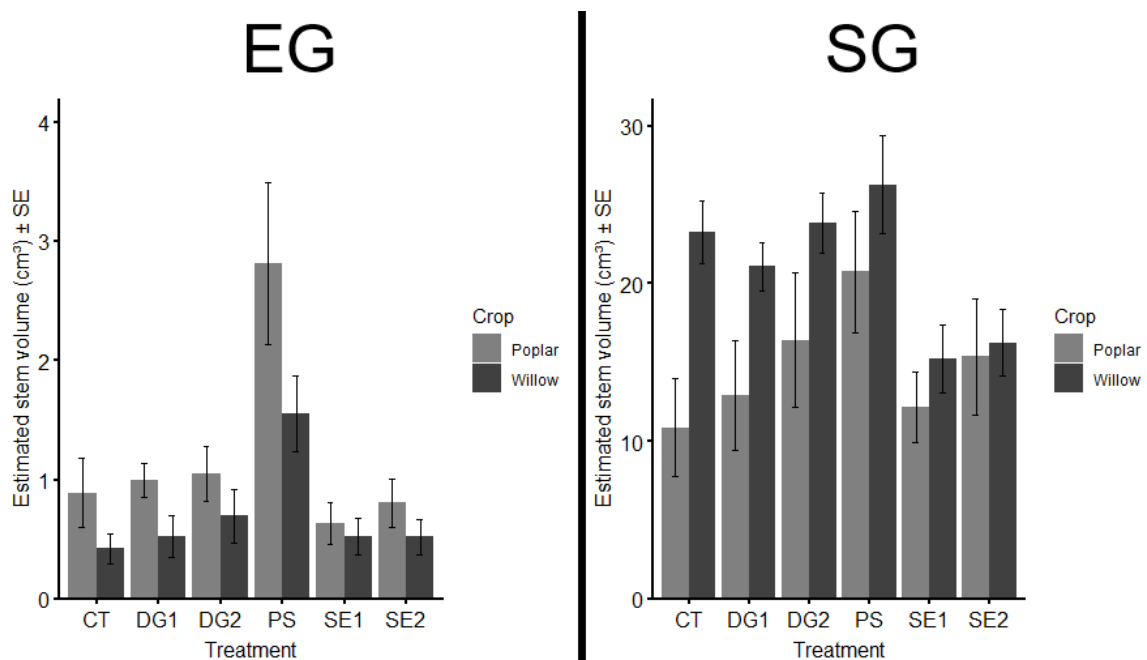 EG
Estimated stem volume (cm³) ± SE
4
3
2
1
0
CT DG1 DG2 PS SE1 SE2
Treatment
Crop
Poplar
Willow
SG
Estimated stem volume (cm³) ± SE
30
20
10
0
CT DG1 DG2 PS SE1 SE2
Treatment
Crop
Poplar
Willow